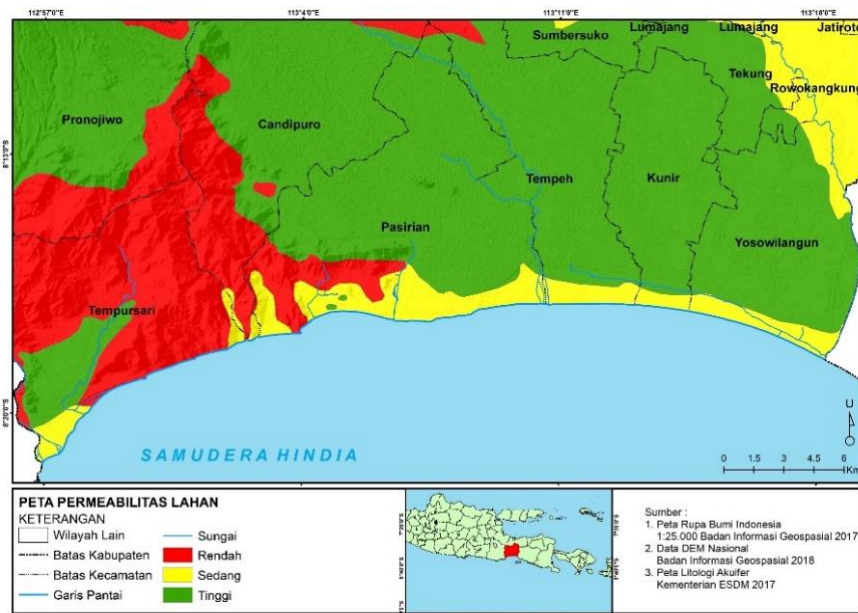 112°57'0"E 113°4'0"E 113°11'0"E 113°18'0"E
Sumbersuko Lumajang Lumajang Jatiroto
Tekung
Rowokangkung
Pronojiwo Candipuro
8°13'0"S
Tempeh Kunir
Pasirian
Yosowilangun
Tempursari
8°20'0"S
U
SAMUDERA HINDIA
0 1.5 3 4.5 6
Km
PETA PERMEABILITAS LAHAN
KETERANGAN
Wilayah Lain
Batas Kabupaten
Batas Kecamatan
Garis Pantai
Sungai
Rendah
Sedang
Tinggi
Sumber :
1. Peta Rupa Bumi Indonesia
1:25.000 Badan Informasi Geospasial 2017
2. Data DEM Nasional
Badan Informasi Geospasial 2018
3. Peta Litologi Akuifer
Kementerian ESDM 2017